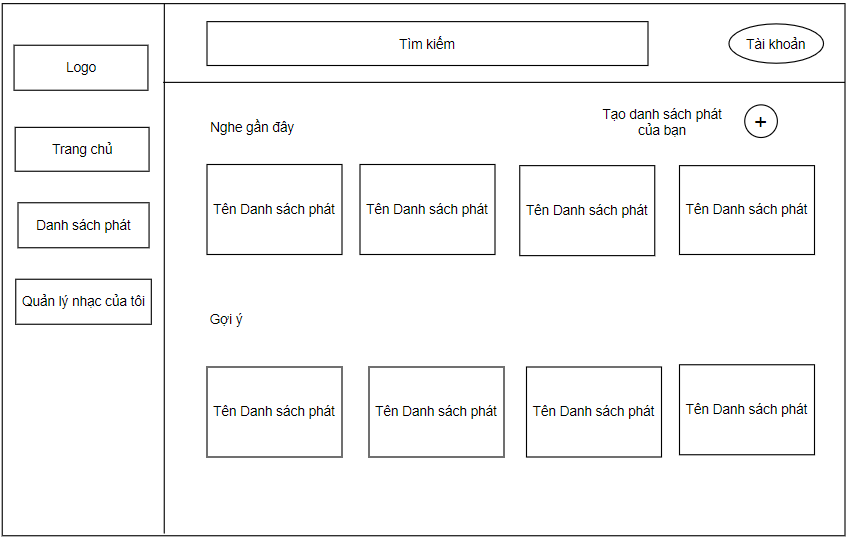 Logo
Trang chủ
Danh sách phát
Quản lý nhạc của tôi
Tìm kiếm
Tài khoản
Nghe gần đây
Tạo danh sách phát
của bạn
+
Tên Danh sách phát
Tên Danh sách phát
Tên Danh sách phát
Tên Danh sách phát
Gợi ý
Tên Danh sách phát
Tên Danh sách phát
Tên Danh sách phát
Tên Danh sách phát